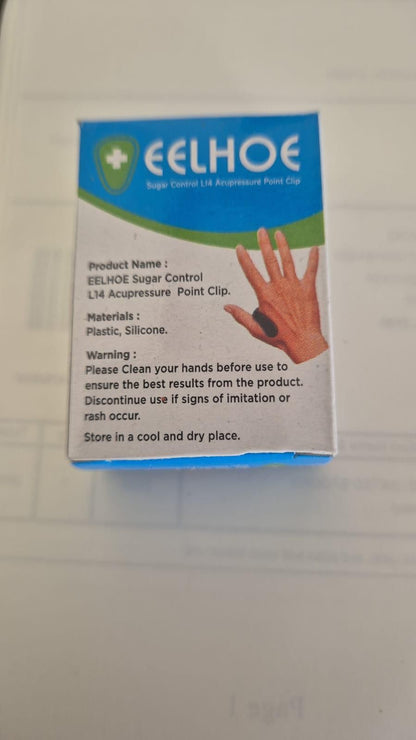 EELHOE
Sugar Control L14 Acupressure Point Clip
Product Name :
EELHOE Sugar Control
L14 Acupressure Point Clip.
Materials :
Plastic, Silicone.
Warning :
Please Clean your hands before use to
ensure the best results from the product.
Discontinue use if signs of imitation or
rash occur.
Store in a cool and dry place.
Page 1